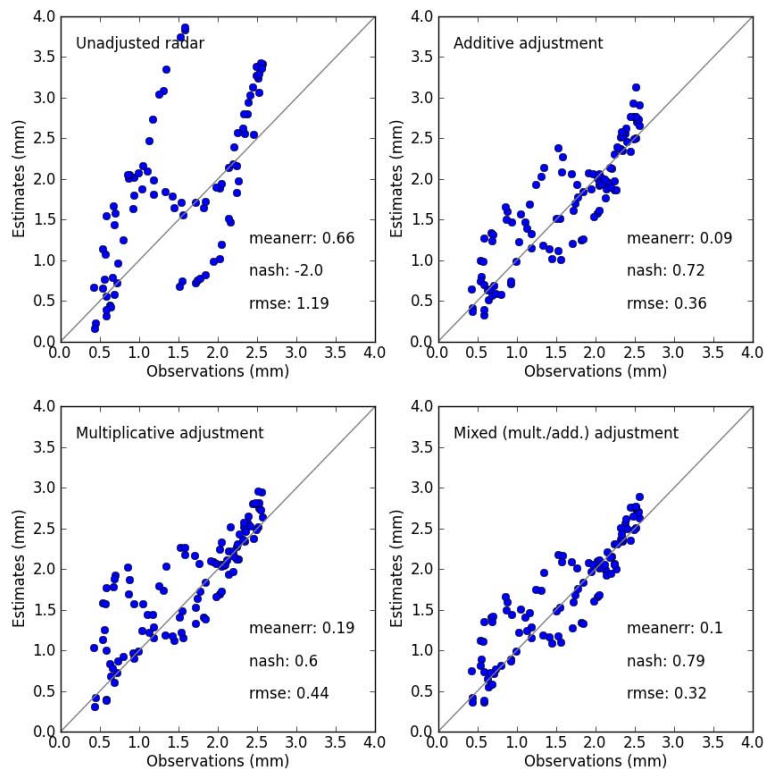 4.0
3.5
3.0
2.5
2.0
1.5
1.0
0.5
0.0
Estimates (mm)
Unadjusted radar
meanerr: 0.66
nash: -2.0
rmse: 1.19
0.0 0.5 1.0 1.5 2.0 2.5 3.0 3.5 4.0
Observations (mm)
4.0
3.5
3.0
2.5
2.0
1.5
1.0
0.5
0.0
Estimates (mm)
Additive adjustment
meanerr: 0.09
nash: 0.72
rmse: 0.36
0.0 0.5 1.0 1.5 2.0 2.5 3.0 3.5 4.0
Observations (mm)
4.0
3.5
3.0
2.5
2.0
1.5
1.0
0.5
0.0
Estimates (mm)
Multiplicative adjustment
meanerr: 0.19
nash: 0.6
rmse: 0.44
0.0 0.5 1.0 1.5 2.0 2.5 3.0 3.5 4.0
Observations (mm)
4.0
3.5
3.0
2.5
2.0
1.5
1.0
0.5
0.0
Estimates (mm)
Mixed (mult./add.) adjustment
meanerr: 0.1
nash: 0.79
rmse: 0.32
0.0 0.5 1.0 1.5 2.0 2.5 3.0 3.5 4.0
Observations (mm)